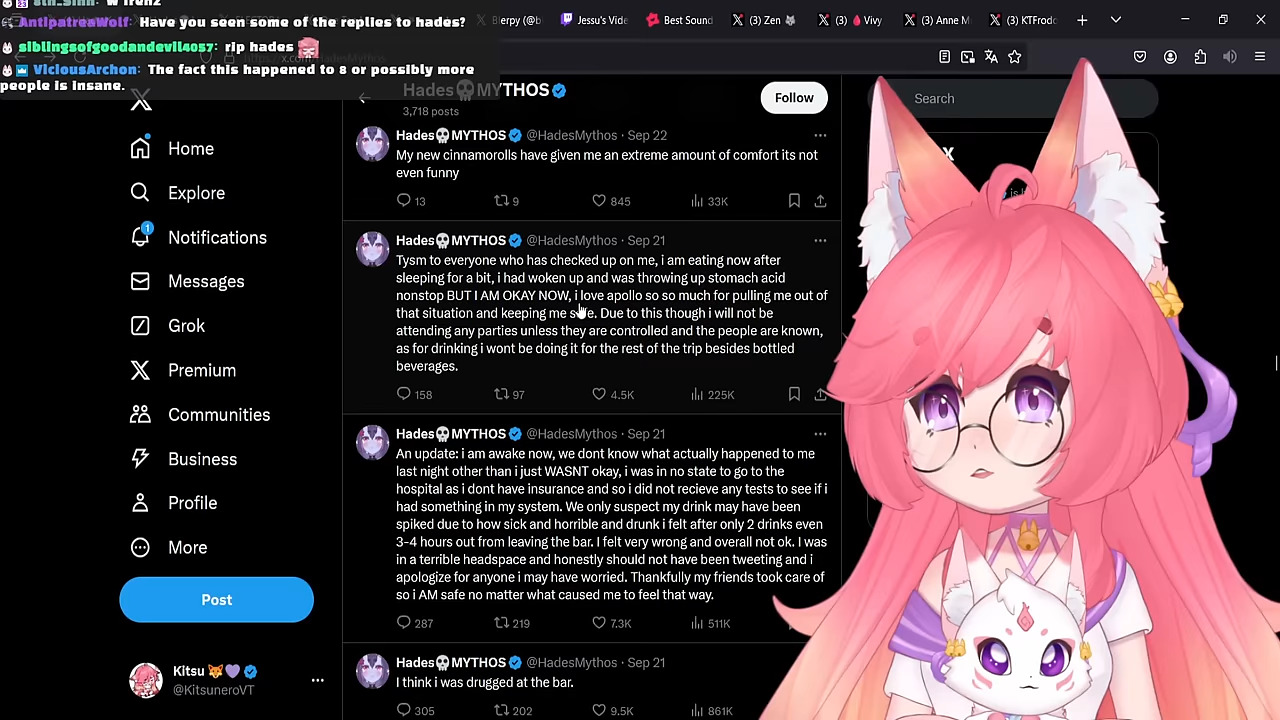 AntipatreaWolf: Have you seen some of the replies to hades?
siblingsofgoodandevil4057: rip hades
ViciousArchon: The fact this happened to 8 or possibly more
people is insane.
Berpy (@b
Jessu's Vide
Best Sound
(3) Zen
(3) Vivy
(3) Anne M
(3) KTFrodc
Hades💀MYTHOS
3,718 posts
Follow
Search
Home
Explore
Notifications
1
Messages
Grok
Premium
Communities
Business
Profile
More
Post
Kitsu 🦊💜
@KitsuneroVT
Hades💀MYTHOS @HadesMythos · Sep 22
My new cinnamorolls have given me an extreme amount of comfort its not
even funny
13 9 845 33K
Hades💀MYTHOS @HadesMythos · Sep 21
Tysm to everyone who has checked up on me, i am eating now after
sleeping for a bit, i had woken up and was throwing up stomach acid
nonstop BUT I AM OKAY NOW, i love apollo so so much for pulling me out of
that situation and keeping me safe. Due to this though i will not be
attending any parties unless they are controlled and the people are known,
as for drinking i wont be doing it for the rest of the trip besides bottled
beverages.
158 97 4.5K 225K
Hades💀MYTHOS @HadesMythos · Sep 21
An update: i am awake now, we dont know what actually happened to me
last night other than i just WASNT okay, i was in no state to go to the
hospital as i dont have insurance and so i did not recieve any tests to see if i
had something in my system. We only suspect my drink may have been
spiked due to how sick and horrible and drunk i felt after only 2 drinks even
3-4 hours out from leaving the bar. I felt very wrong and overall not ok. I was
in a terrible headspace and honestly should not have been tweeting and i
apologize for anyone i may have worried. Thankfully my friends took care of me
so i AM safe no matter what caused me to feel that way.
287 219 7.3K 511K
Hades💀MYTHOS @HadesMythos · Sep 21
I think i was drugged at the bar.
305 202 9.5K 861K